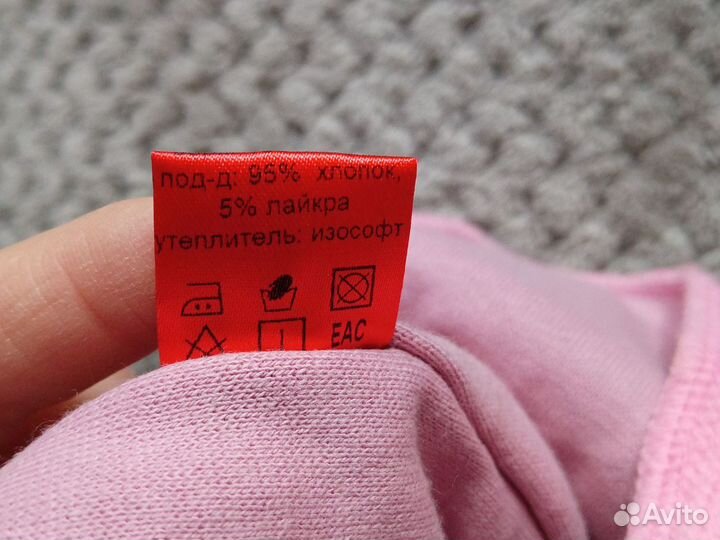 под-д: 95% хлопок,
5% лайкра
утеплитель: изософт
EAC
Avito